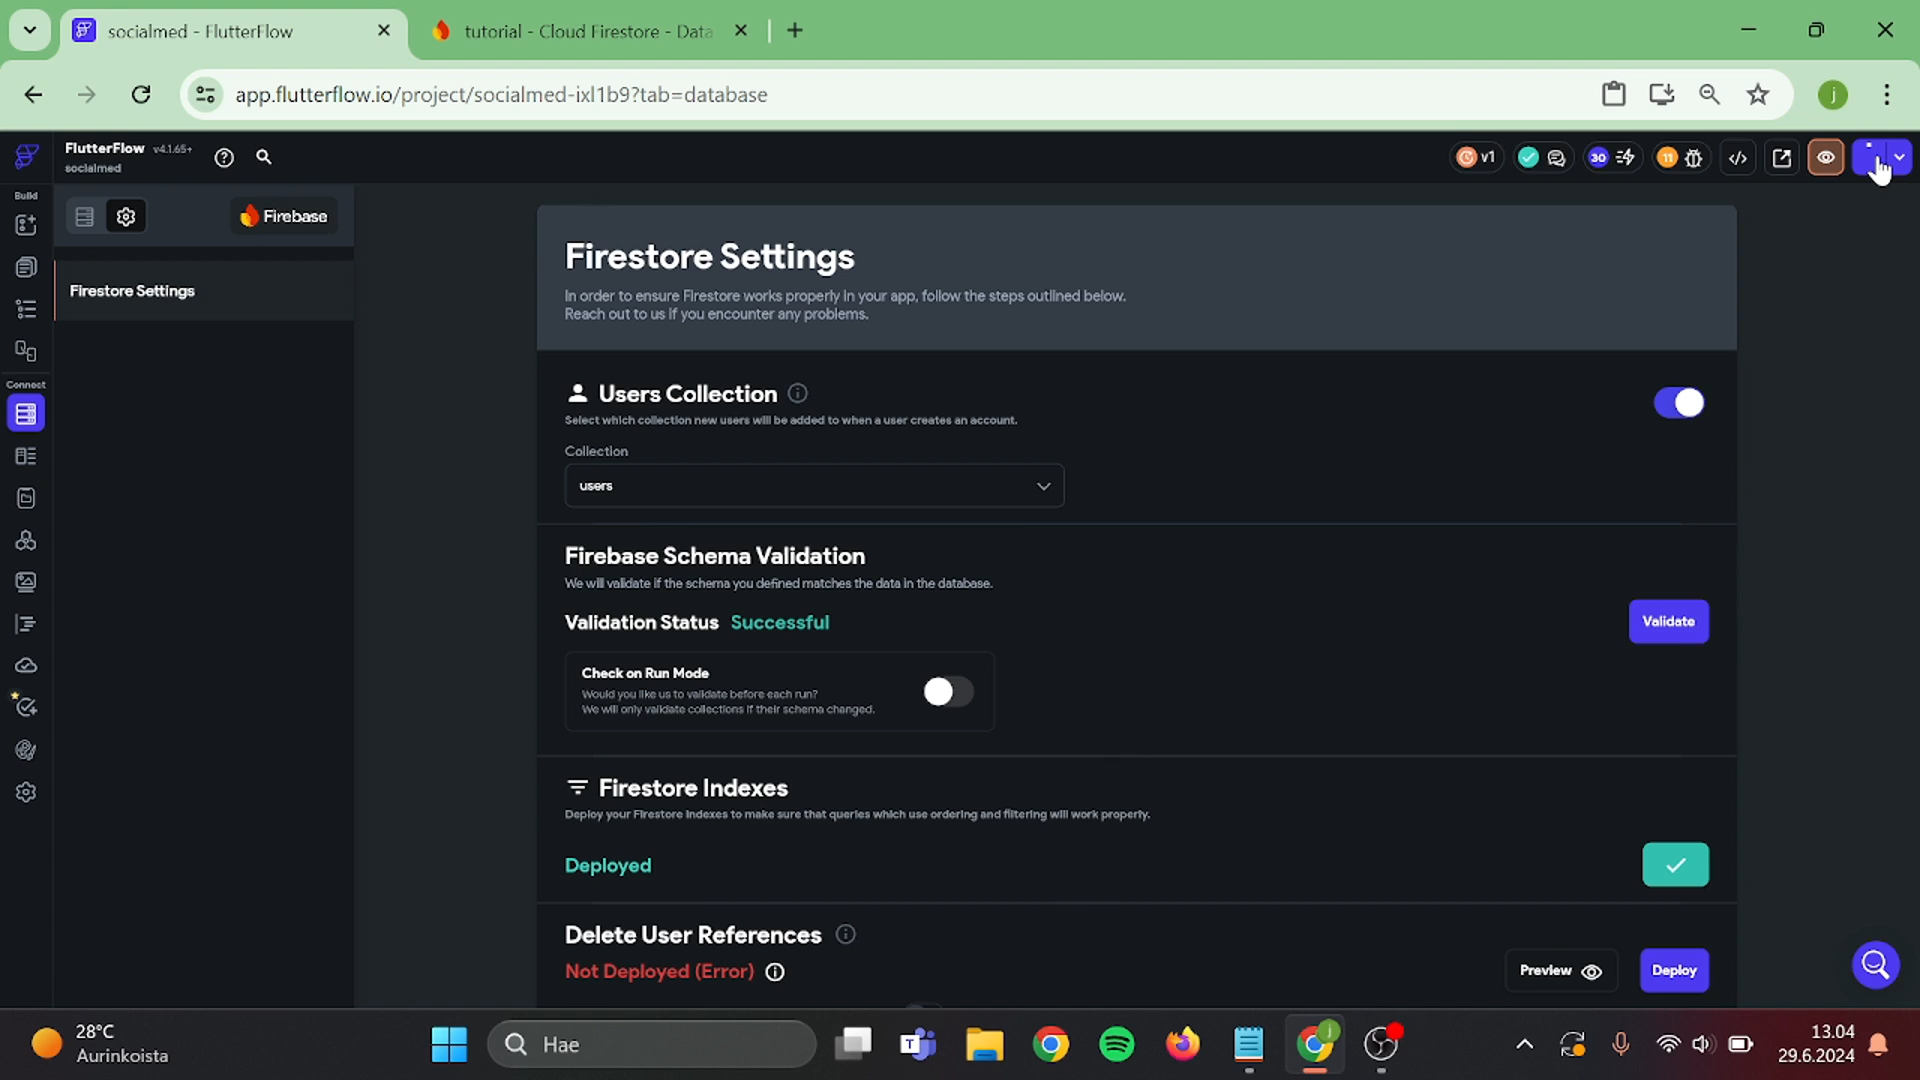 socialmed - FlutterFlow
tutorial - Cloud Firestore - Data
app.flutterflow.io/project/socialmed-ixl1b9?tab=database
j
FlutterFlow v4.1.65+
socialmed
v1
30
11
Build
Connect
Firebase
Firestore Settings
Firestore Settings
In order to ensure Firestore works properly in your app, follow the steps outlined below.
Reach out to us if you encounter any problems.
Users Collection
Select which collection new users will be added to when a user creates an account.
Collection
users
Firebase Schema Validation
We will validate if the schema you defined matches the data in the database.
Validation Status Successful
Validate
Check on Run Mode
Would you like us to validate before each run?
We will only validate collections if their schema changed.
Firestore Indexes
Deploy your Firestore Indexes to make sure that queries which use ordering and filtering will work properly.
Deployed
Delete User References
Not Deployed (Error)
Preview
Deploy
28°C
Aurinkoista
Hae
13.04
29.6.2024